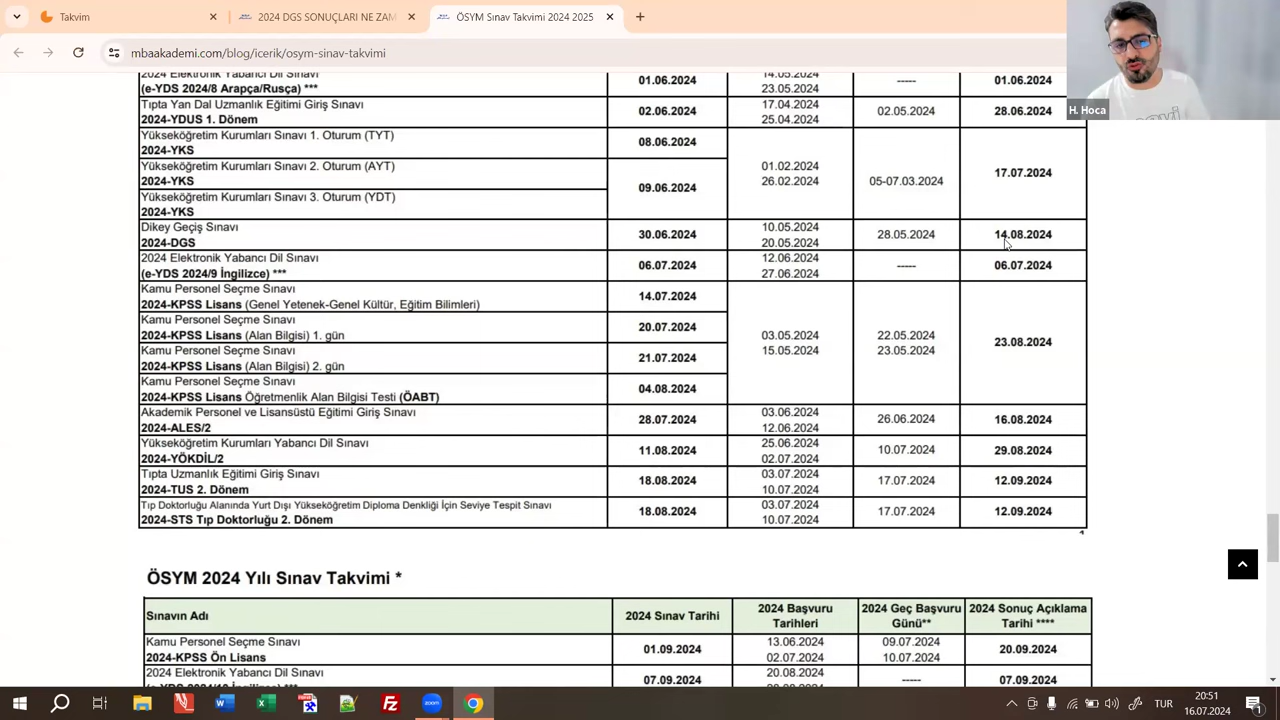 Takvim
2024 DGS SONUÇLARI NE ZAM
ÖSYM Sınav Takvimi 2024 2025
mbaakademi.com/blog/icerik/osym-sinav-takvimi
H. Hoca
2024 Elektronik Yabancı Dil Sınavı
(e-YDS 2024/8 Arapça/Rusça) ***
01.06.2024
14.05.2024
23.05.2024
-----
01.06.2024
Tıpta Yan Dal Uzmanlık Eğitimi Giriş Sınavı
2024-YDUS 1. Dönem
02.06.2024
17.04.2024
25.04.2024
02.05.2024
28.06.2024
Yükseköğretim Kurumları Sınavı 1. Oturum (TYT)
2024-YKS
08.06.2024
Yükseköğretim Kurumları Sınavı 2. Oturum (AYT)
2024-YKS
09.06.2024
01.02.2024
26.02.2024
05-07.03.2024
17.07.2024
Yükseköğretim Kurumları Sınavı 3. Oturum (YDT)
2024-YKS
Dikey Geçiş Sınavı
2024-DGS
30.06.2024
10.05.2024
20.05.2024
28.05.2024
14.08.2024
2024 Elektronik Yabancı Dil Sınavı
(e-YDS 2024/9 İngilizce) ***
06.07.2024
12.06.2024
27.06.2024
-----
06.07.2024
Kamu Personel Seçme Sınavı
2024-KPSS Lisans (Genel Yetenek-Genel Kültür, Eğitim Bilimleri)
14.07.2024
Kamu Personel Seçme Sınavı
2024-KPSS Lisans (Alan Bilgisi) 1. gün
20.07.2024
03.05.2024
15.05.2024
22.05.2024
23.05.2024
23.08.2024
Kamu Personel Seçme Sınavı
2024-KPSS Lisans (Alan Bilgisi) 2. gün
21.07.2024
Kamu Personel Seçme Sınavı
2024-KPSS Lisans Öğretmenlik Alan Bilgisi Testi (ÖABT)
04.08.2024
Akademik Personel ve Lisansüstü Eğitimi Giriş Sınavı
2024-ALES/2
28.07.2024
03.06.2024
12.06.2024
26.06.2024
16.08.2024
Yükseköğretim Kurumları Yabancı Dil Sınavı
2024-YÖKDİL/2
11.08.2024
25.06.2024
02.07.2024
10.07.2024
29.08.2024
Tıpta Uzmanlık Eğitimi Giriş Sınavı
2024-TUS 2. Dönem
18.08.2024
03.07.2024
10.07.2024
17.07.2024
12.09.2024
Tıp Doktorluğu Alanında Yurt Dışı Yükseköğretim Diploma Denkliği İçin Seviye Tespit Sınavı
2024-STS Tıp Doktorluğu 2. Dönem
18.08.2024
03.07.2024
10.07.2024
17.07.2024
12.09.2024
1
ÖSYM 2024 Yılı Sınav Takvimi *
Sınavın Adı
2024 Sınav Tarihi
2024 Başvuru
Tarihleri
2024 Geç Başvuru
Günü**
2024 Sonuç Açıklama
Tarihi ****
Kamu Personel Seçme Sınavı
2024-KPSS Ön Lisans
01.09.2024
13.06.2024
02.07.2024
09.07.2024
10.07.2024
20.09.2024
2024 Elektronik Yabancı Dil Sınavı
07.09.2024
20.08.2024
-----
07.09.2024
zoom
TUR
20:51
16.07.2024
1